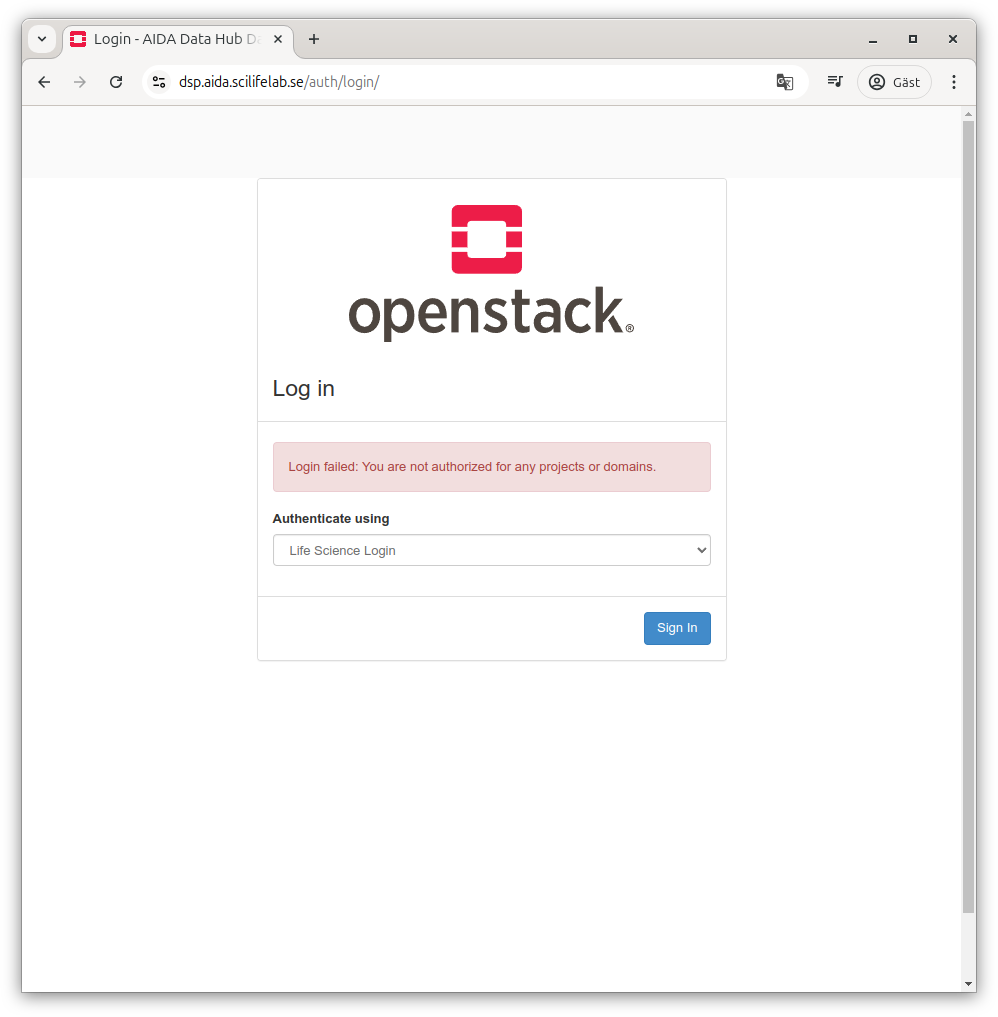 Login - AIDA Data Hub Da
dsp.aida.scilifelab.se/auth/login/
Gäst
openstack®
Log in
Login failed: You are not authorized for any projects or domains.
Authenticate using
Life Science Login
Sign In